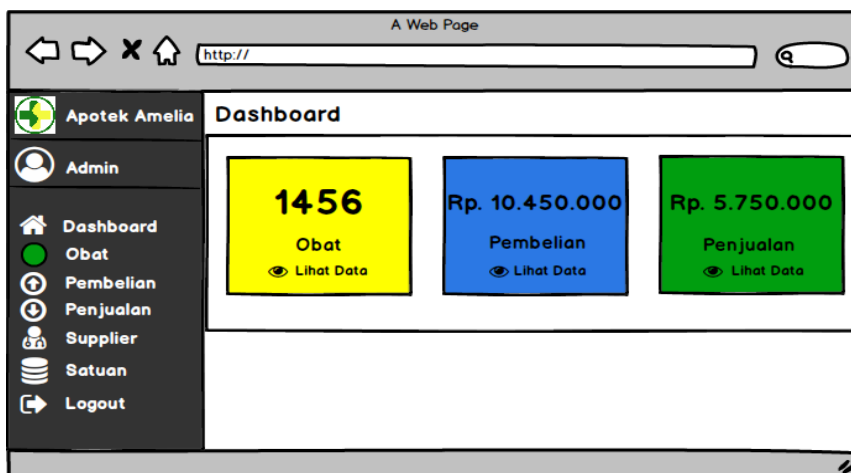 A Web Page
http://
Apotek Amelia
Dashboard
Admin
Dashboard
Obat
Pembelian
Penjualan
Supplier
Satuan
Logout
1456
Obat
Lihat Data
Rp. 10.450.000
Pembelian
Lihat Data
Rp. 5.750.000
Penjualan
Lihat Data